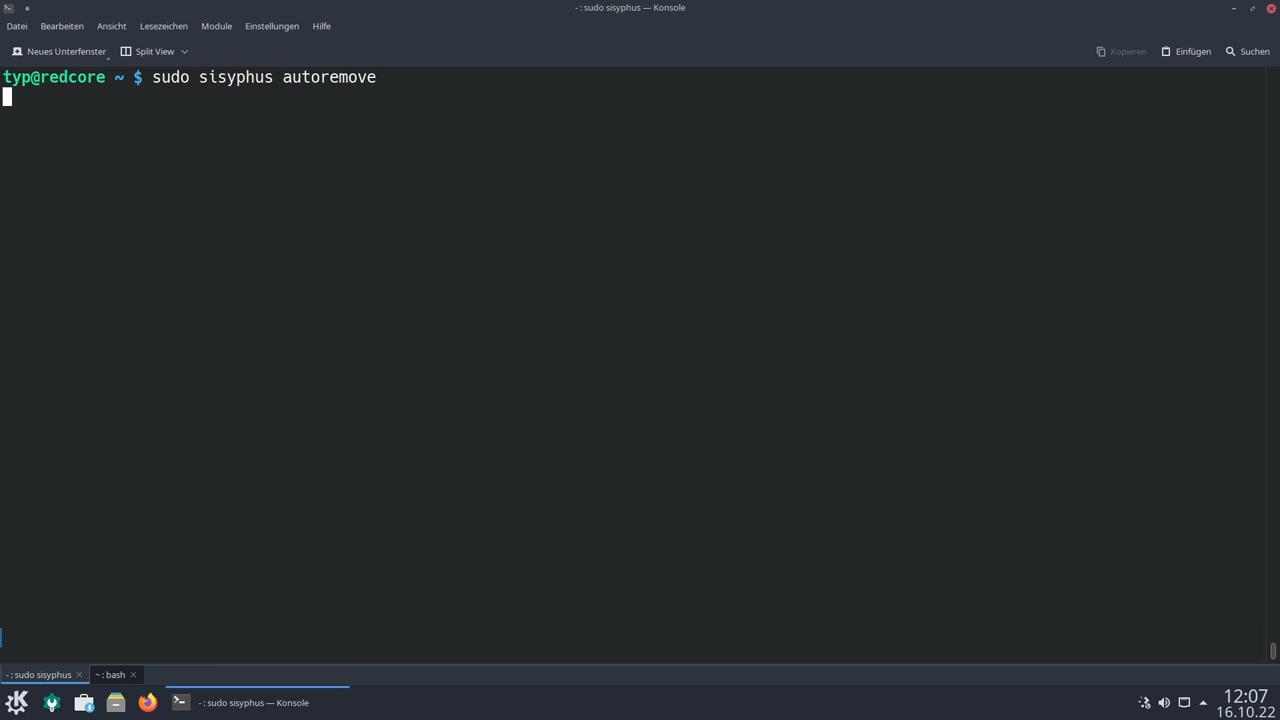 - : sudo sisyphus — Konsole
Datei Bearbeiten Ansicht Lesezeichen Module Einstellungen Hilfe
Neues Unterfenster Split View Kopieren Einfügen Suchen
typ@redcore ~ $ sudo sisyphus autoremove
- : sudo sisyphus ~ : bash
- : sudo sisyphus — Konsole
12:07
16.10.22